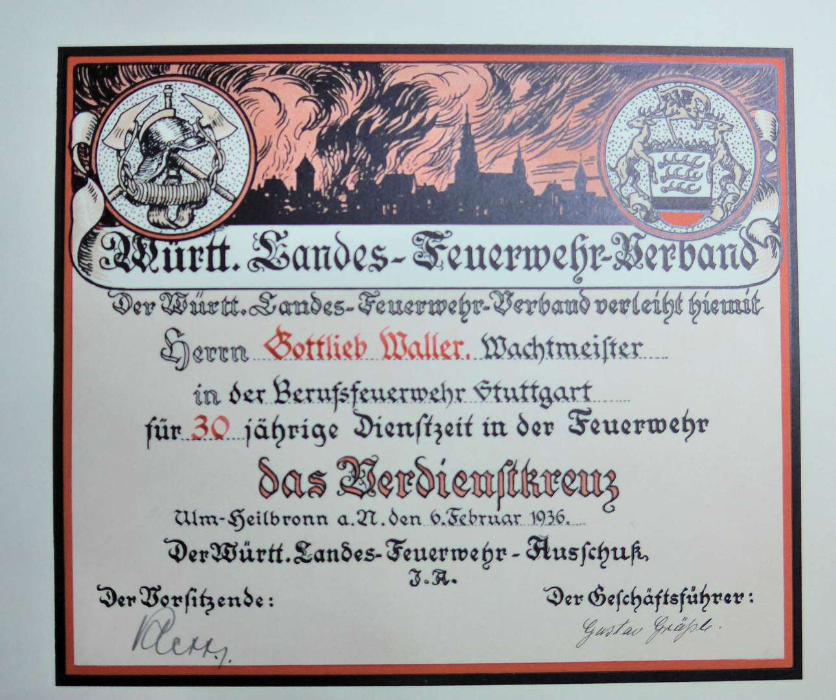 Württ. Landes-Feuerwehr-Verband
Der Württ. Landes-Feuerwehr-Verband verleiht hiemit
Herrn Gottlieb Waller, Wachtmeister
in der Berufsfeuerwehr Stuttgart
für 30 jährige Dienstzeit in der Feuerwehr
das Verdienstkreuz
Ulm-Heilbronn a. N. den 6. Februar 1936.
Der Württ. Landes-Feuerwehr-Ausschuß,
I. A.
Der Vorsitzende: Der Geschäftsführer:
Gustav